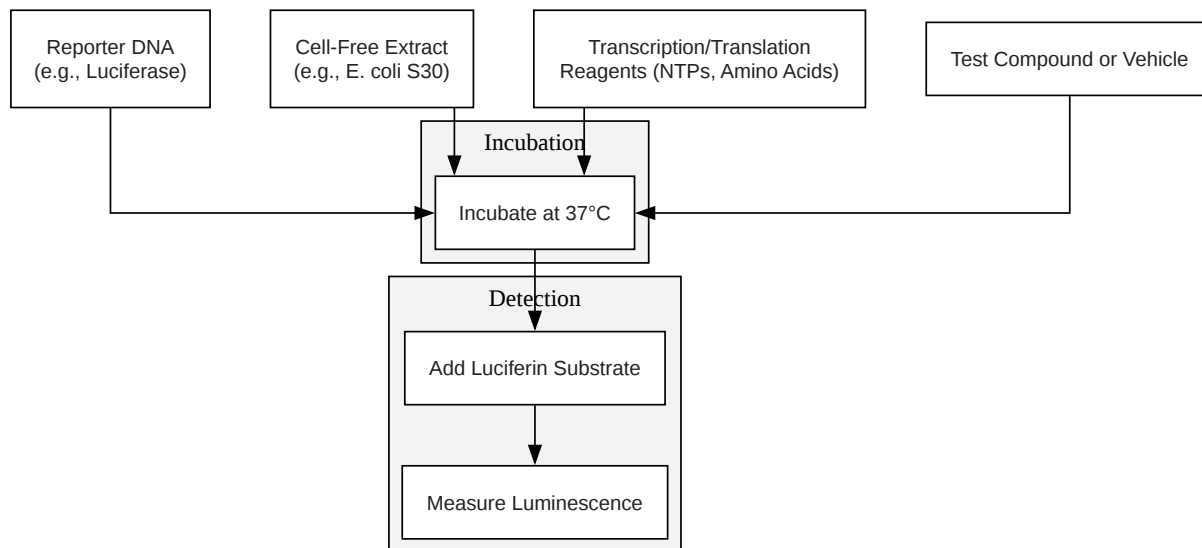 Reporter DNA
(e.g., Luciferase)
Cell-Free Extract
(e.g., E. coli S30)
Transcription/Translation
Reagents (NTPs, Amino Acids)
Test Compound or Vehicle
Incubation
Incubate at 37°C
Detection
Add Luciferin Substrate
Measure Luminescence